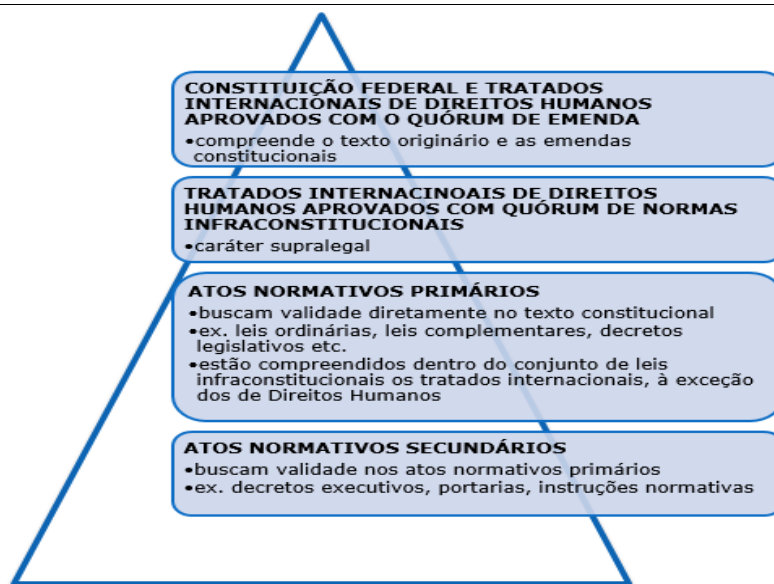 CONSTITUIÇÃO FEDERAL E TRATADOS
INTERNACIONAIS DE DIREITOS HUMANOS
APROVADOS COM O QUÓRUM DE EMENDA
•compreende o texto originário e as emendas
constitucionais
TRATADOS INTERNACINOAIS DE DIREITOS
HUMANOS APROVADOS COM QUÓRUM DE NORMAS
INFRACONSTITUCIONAIS
•caráter supralegal
ATOS NORMATIVOS PRIMÁRIOS
•buscam validade diretamente no texto constitucional
•ex. leis ordinárias, leis complementares, decretos
legislativos etc.
•estão compreendidos dentro do conjunto de leis
infraconstitucionais os tratados internacionais, à exceção
dos de Direitos Humanos
ATOS NORMATIVOS SECUNDÁRIOS
•buscam validade nos atos normativos primários
•ex. decretos executivos, portarias, instruções normativas